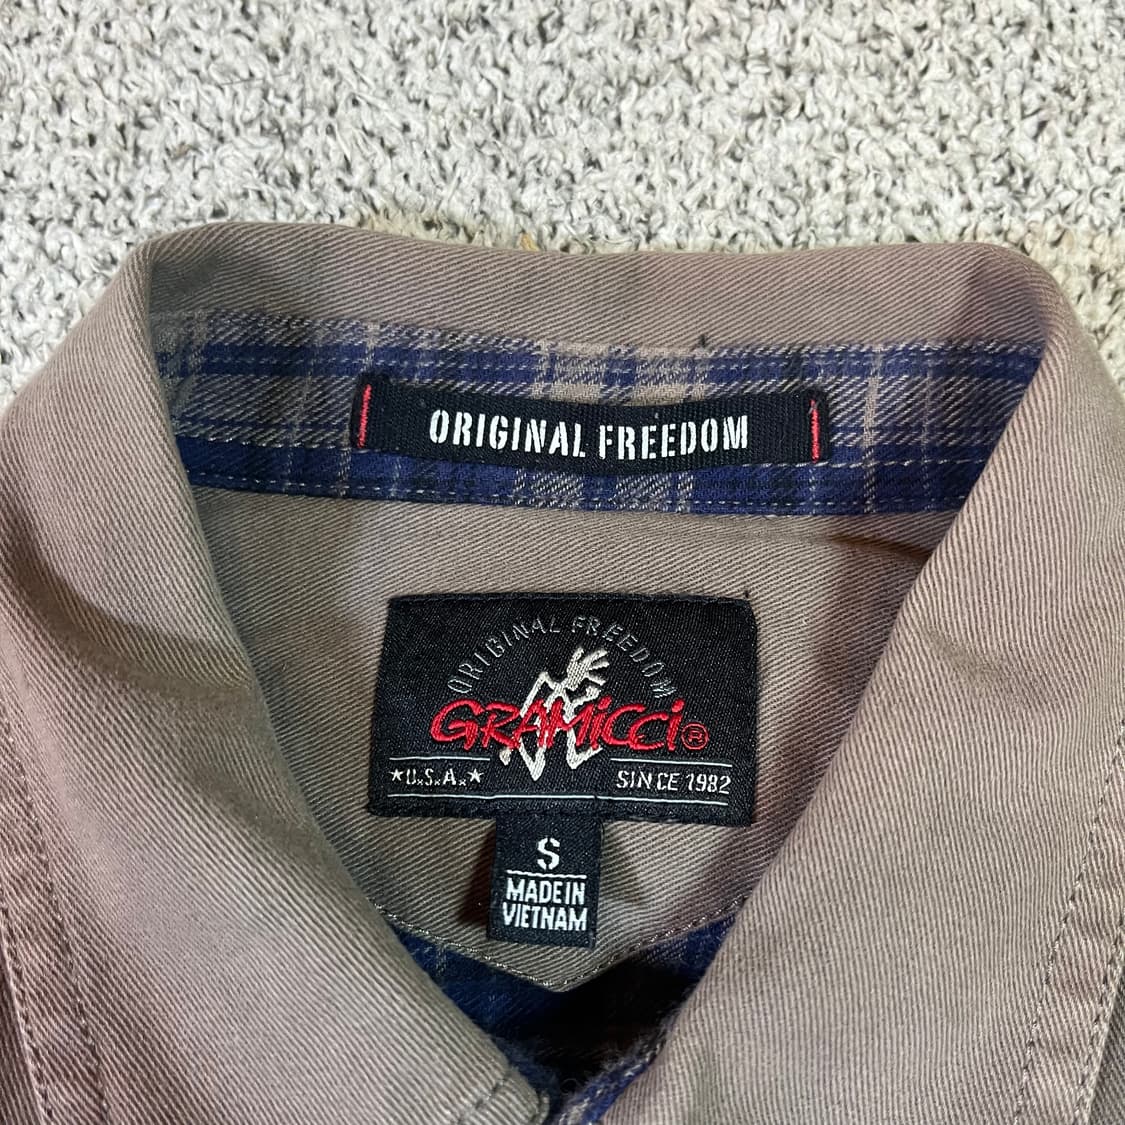 ORIGINAL FREEDOM
ORIGINAL FREEDOM
GRAMiCCi®
★U.S.A.★ SINCE 1982
S
MADE IN
VIETNAM